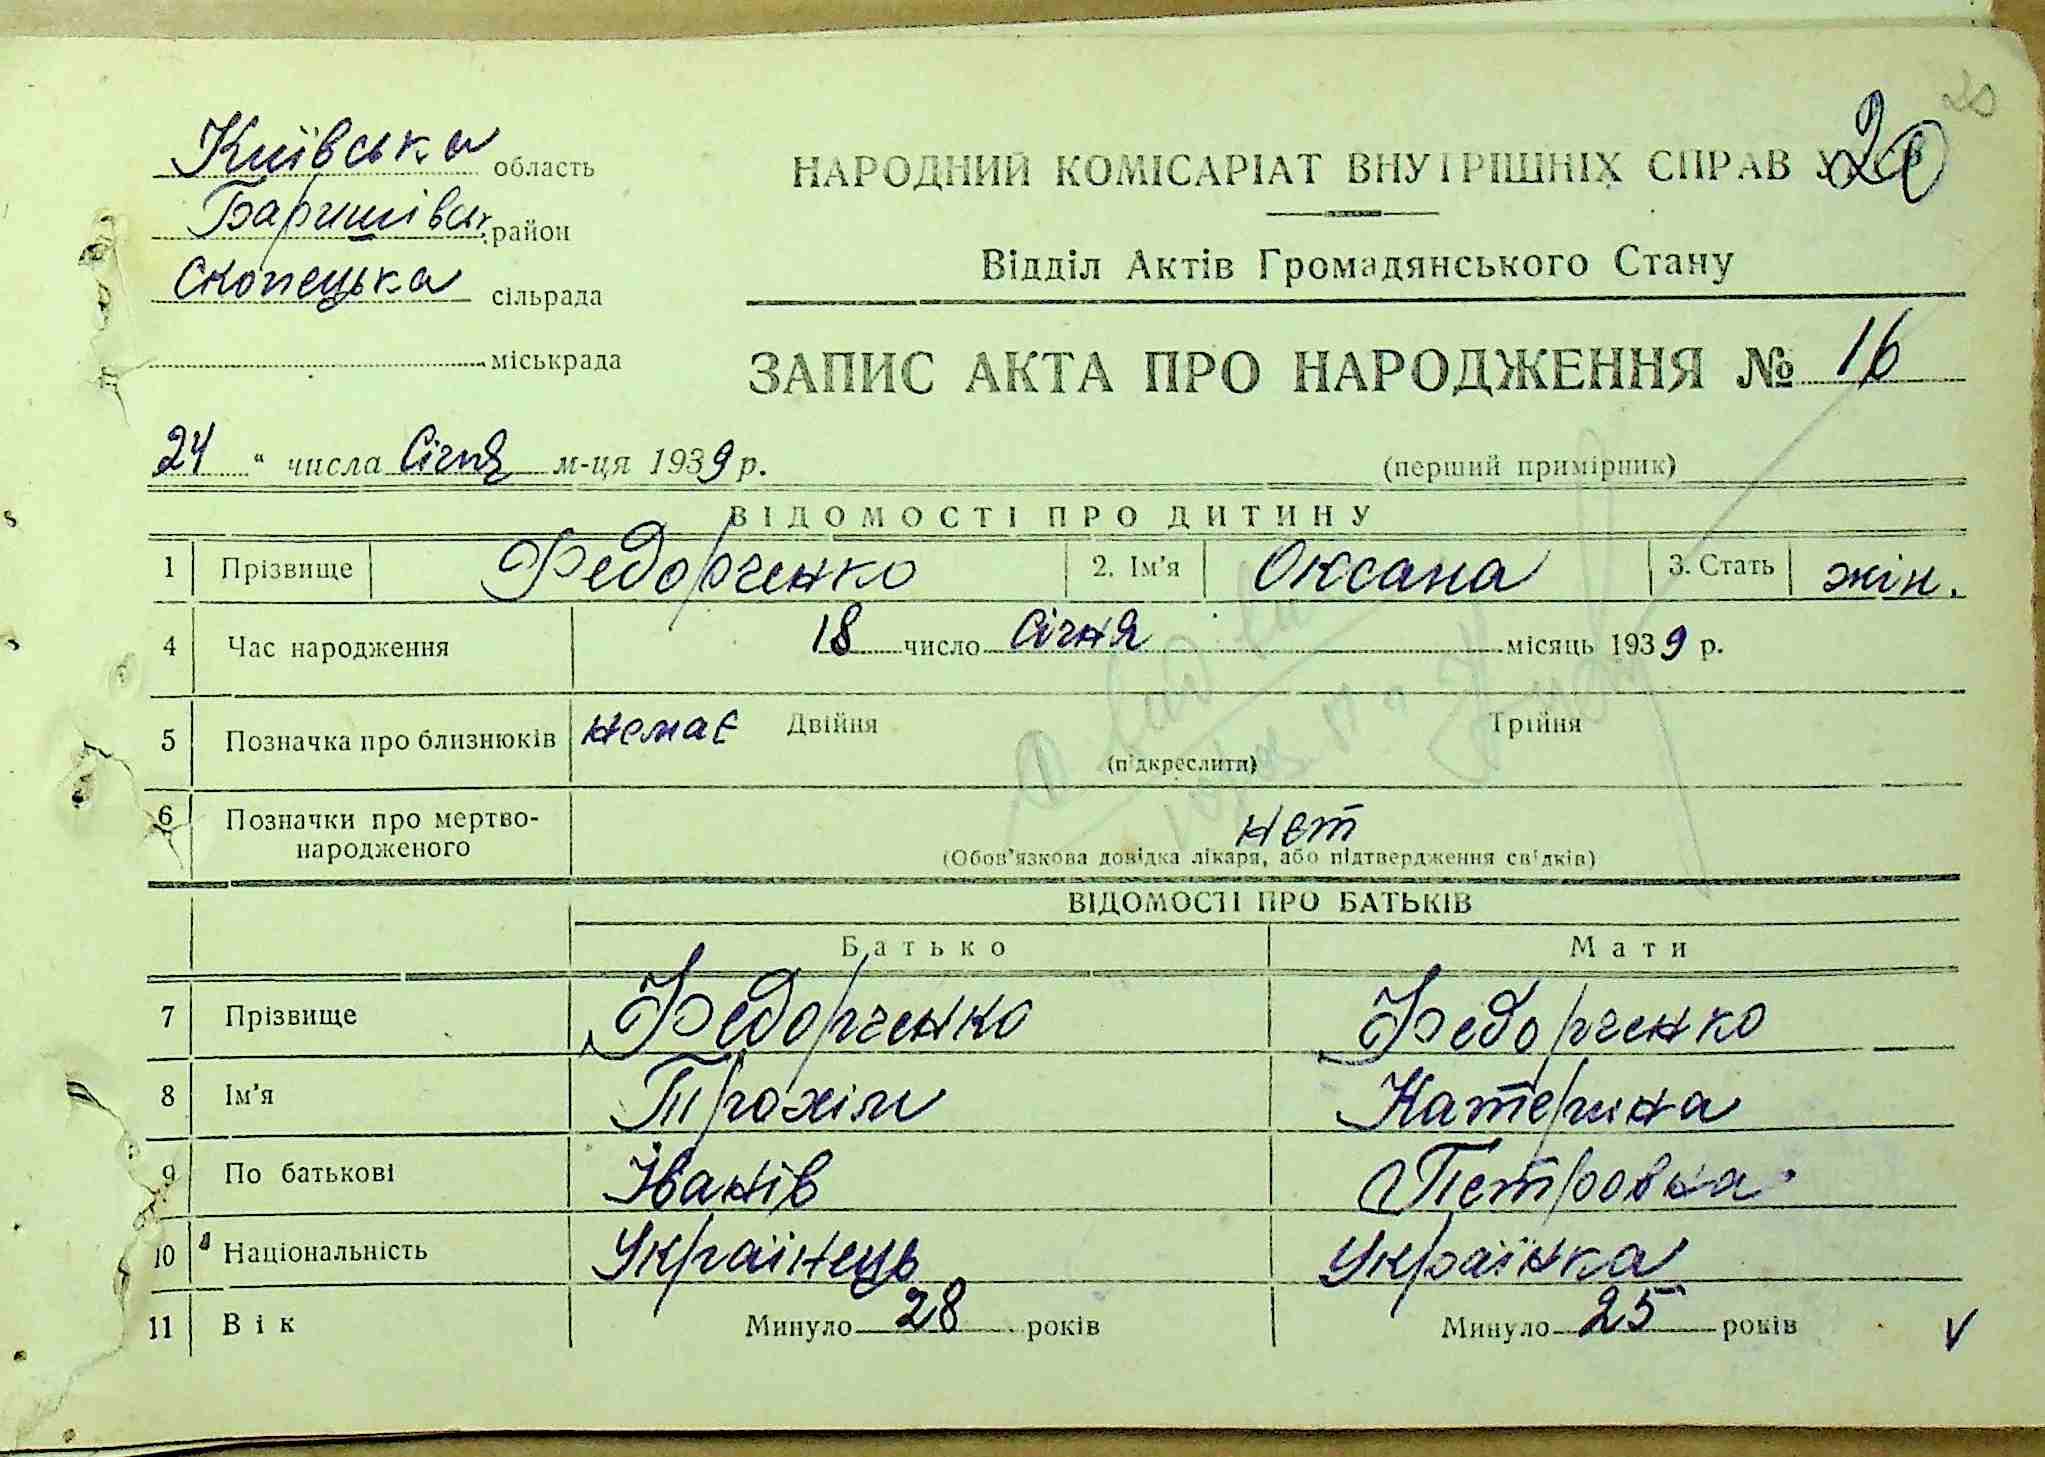 20
20
Київська область
Баришівськ. район
Скопецька сільрада
міськрада
НАРОДНИЙ КОМІСАРІАТ ВНУТРІШНІХ СПРАВ УРСР
Відділ Актів Громадянського Стану
ЗАПИС АКТА ПРО НАРОДЖЕННЯ № 16
24 “ числа Січня м-ця 1939 р. (перший примірник)
ВІДОМОСТІ ПРО ДИТИНУ
1 Прізвище Федорченко 2. Ім'я Оксана 3. Стать жін.
4 Час народження 18 число Січня місяць 1939 р.
5 Позначка про близнюків немає Двійня Трійня
(підкреслити)
6 Позначки про мертво-
народженого нет
(Обов'язкова довідка лікаря, або підтвердження свідків)
ВІДОМОСТІ ПРО БАТЬКІВ
Батько Мати
7 Прізвище Федорченко Федорченко
8 Ім'я Трохім Катерина
9 По батькові Іванів Петровна
10 Національність Українець Українка
11 Вік Минуло 28 років Минуло 25 років